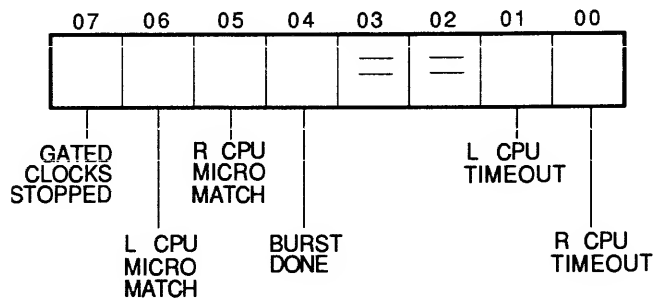 07 06 05 04 03 02 01 00
GATED
CLOCKS
STOPPED
R CPU
MICRO
MATCH
L CPU
TIMEOUT
L CPU
MICRO
MATCH
BURST
DONE
R CPU
TIMEOUT